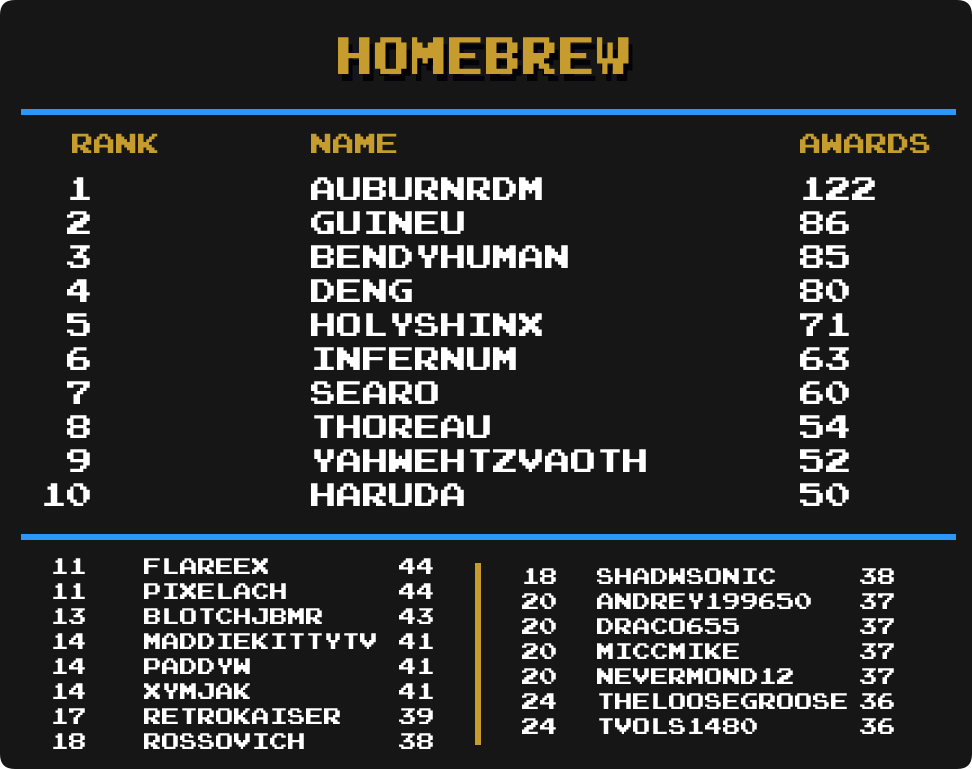 HOMEBREW
RANK NAME AWARDS
1 AUBURNRDM 122
2 GUINEU 86
3 BENDYHUMAN 85
4 DENG 80
5 HOLYSHINX 71
6 INFERNUM 63
7 SEARO 60
8 THOREAU 54
9 YAHWEHTZVAOTH 52
10 HARUDA 50
11 FLAREEX 44
11 PIXELACH 44
13 BLOTCHJBMR 43
14 MADDIEKITTYTV 41
14 PADDYW 41
14 XYMJAK 41
17 RETROKAISER 39
18 ROSSOVICH 38
18 SHADWSONIC 38
20 ANDREY199650 37
20 DRACO655 37
20 MICCMIKE 37
20 NEVERMOND12 37
24 THELOOSEGROOSE 36
24 TVOLS1480 36